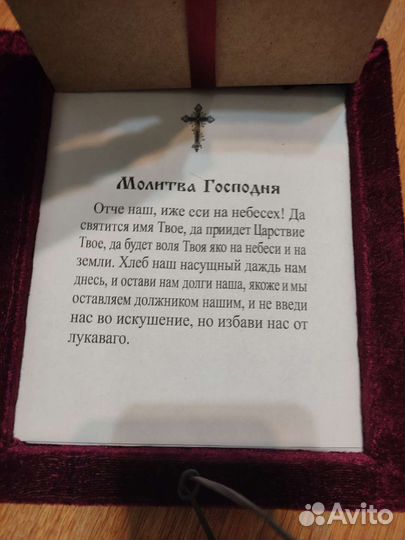 Молитва Господня
Отче наш, иже еси на небесех! Да
святится имя Твое, да приидет Царствие
Твое, да будет воля Твоя яко на небеси и на
земли. Хлеб наш насущный даждь нам
днесь, и остави нам долги наша, якоже и мы
оставляем должником нашим, и не введи
нас во искушение, но избави нас от
лукаваго.
Avito